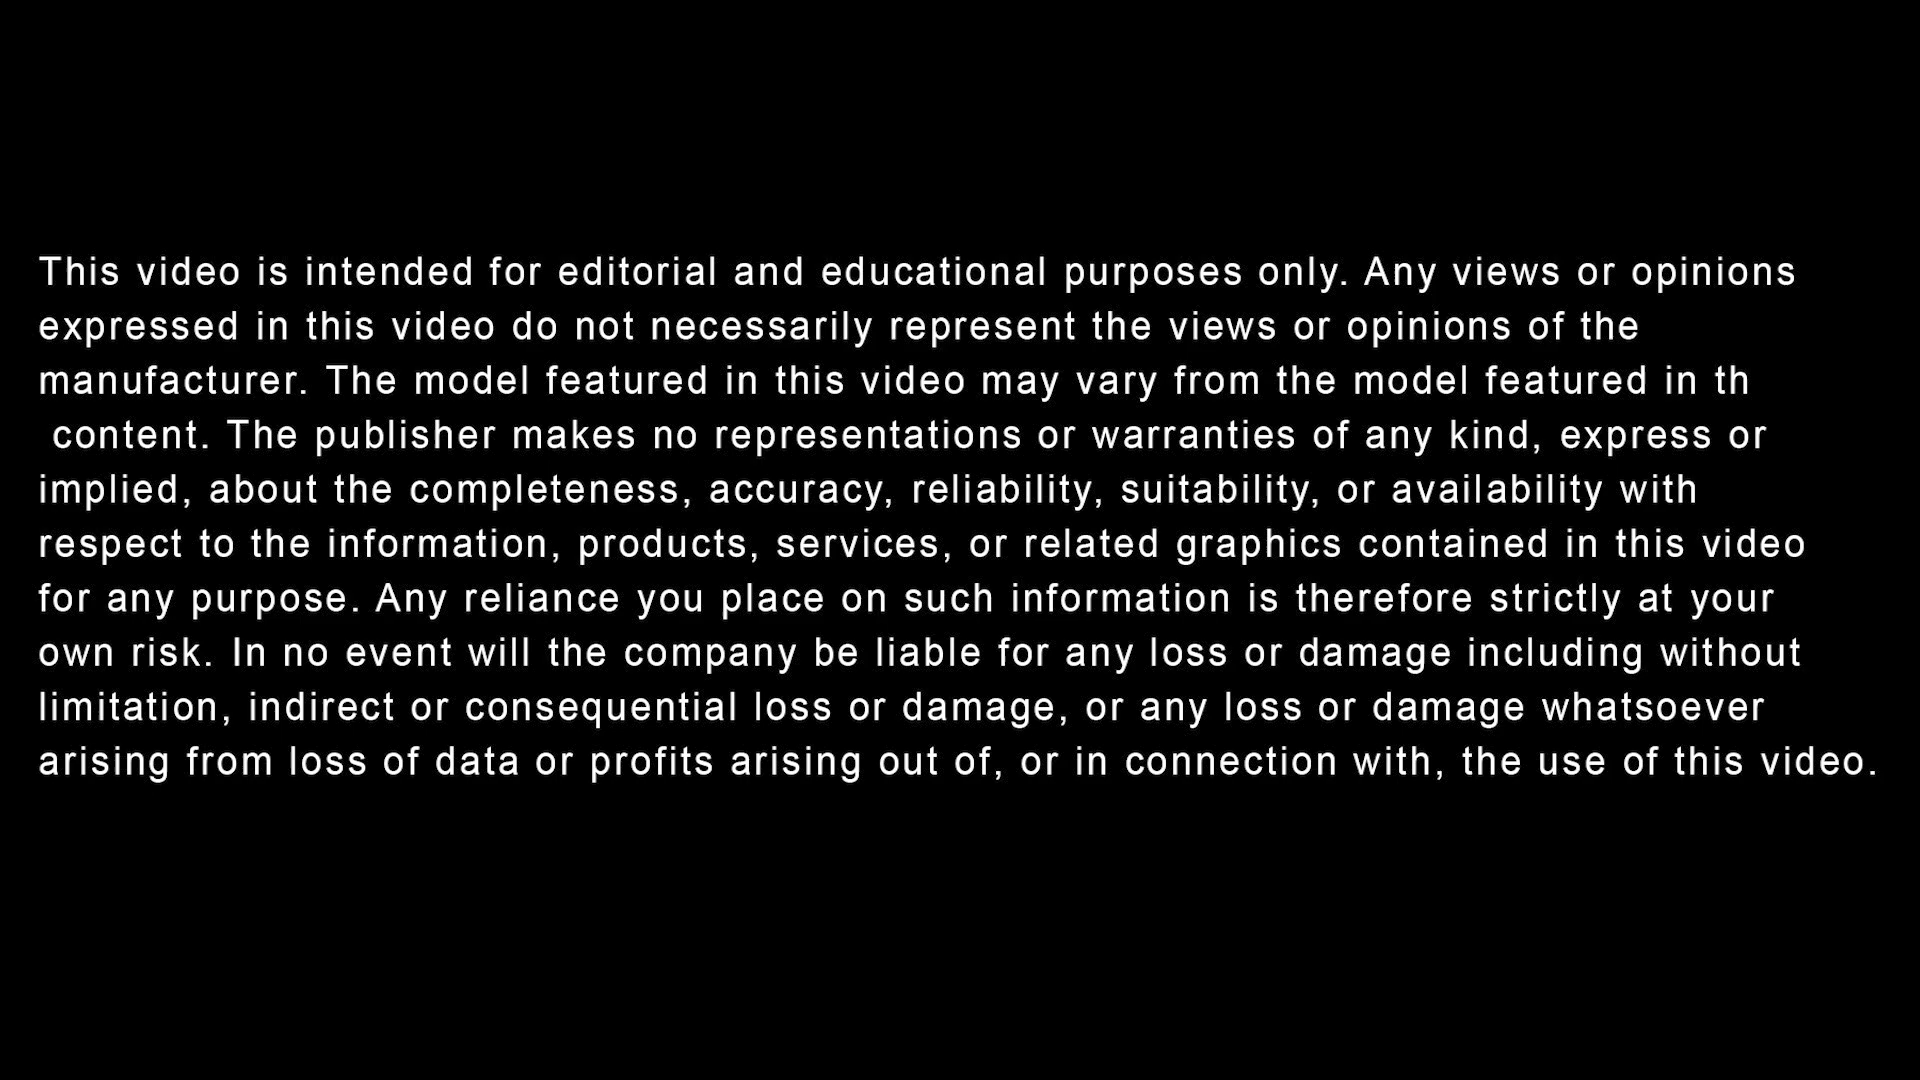 This video is intended for editorial and educational purposes only. Any views or opinions
expressed in this video do not necessarily represent the views or opinions of the
manufacturer. The model featured in this video may vary from the model featured in th
content. The publisher makes no representations or warranties of any kind, express or
implied, about the completeness, accuracy, reliability, suitability, or availability with
respect to the information, products, services, or related graphics contained in this video
for any purpose. Any reliance you place on such information is therefore strictly at your
own risk. In no event will the company be liable for any loss or damage including without
limitation, indirect or consequential loss or damage, or any loss or damage whatsoever
arising from loss of data or profits arising out of, or in connection with, the use of this video.